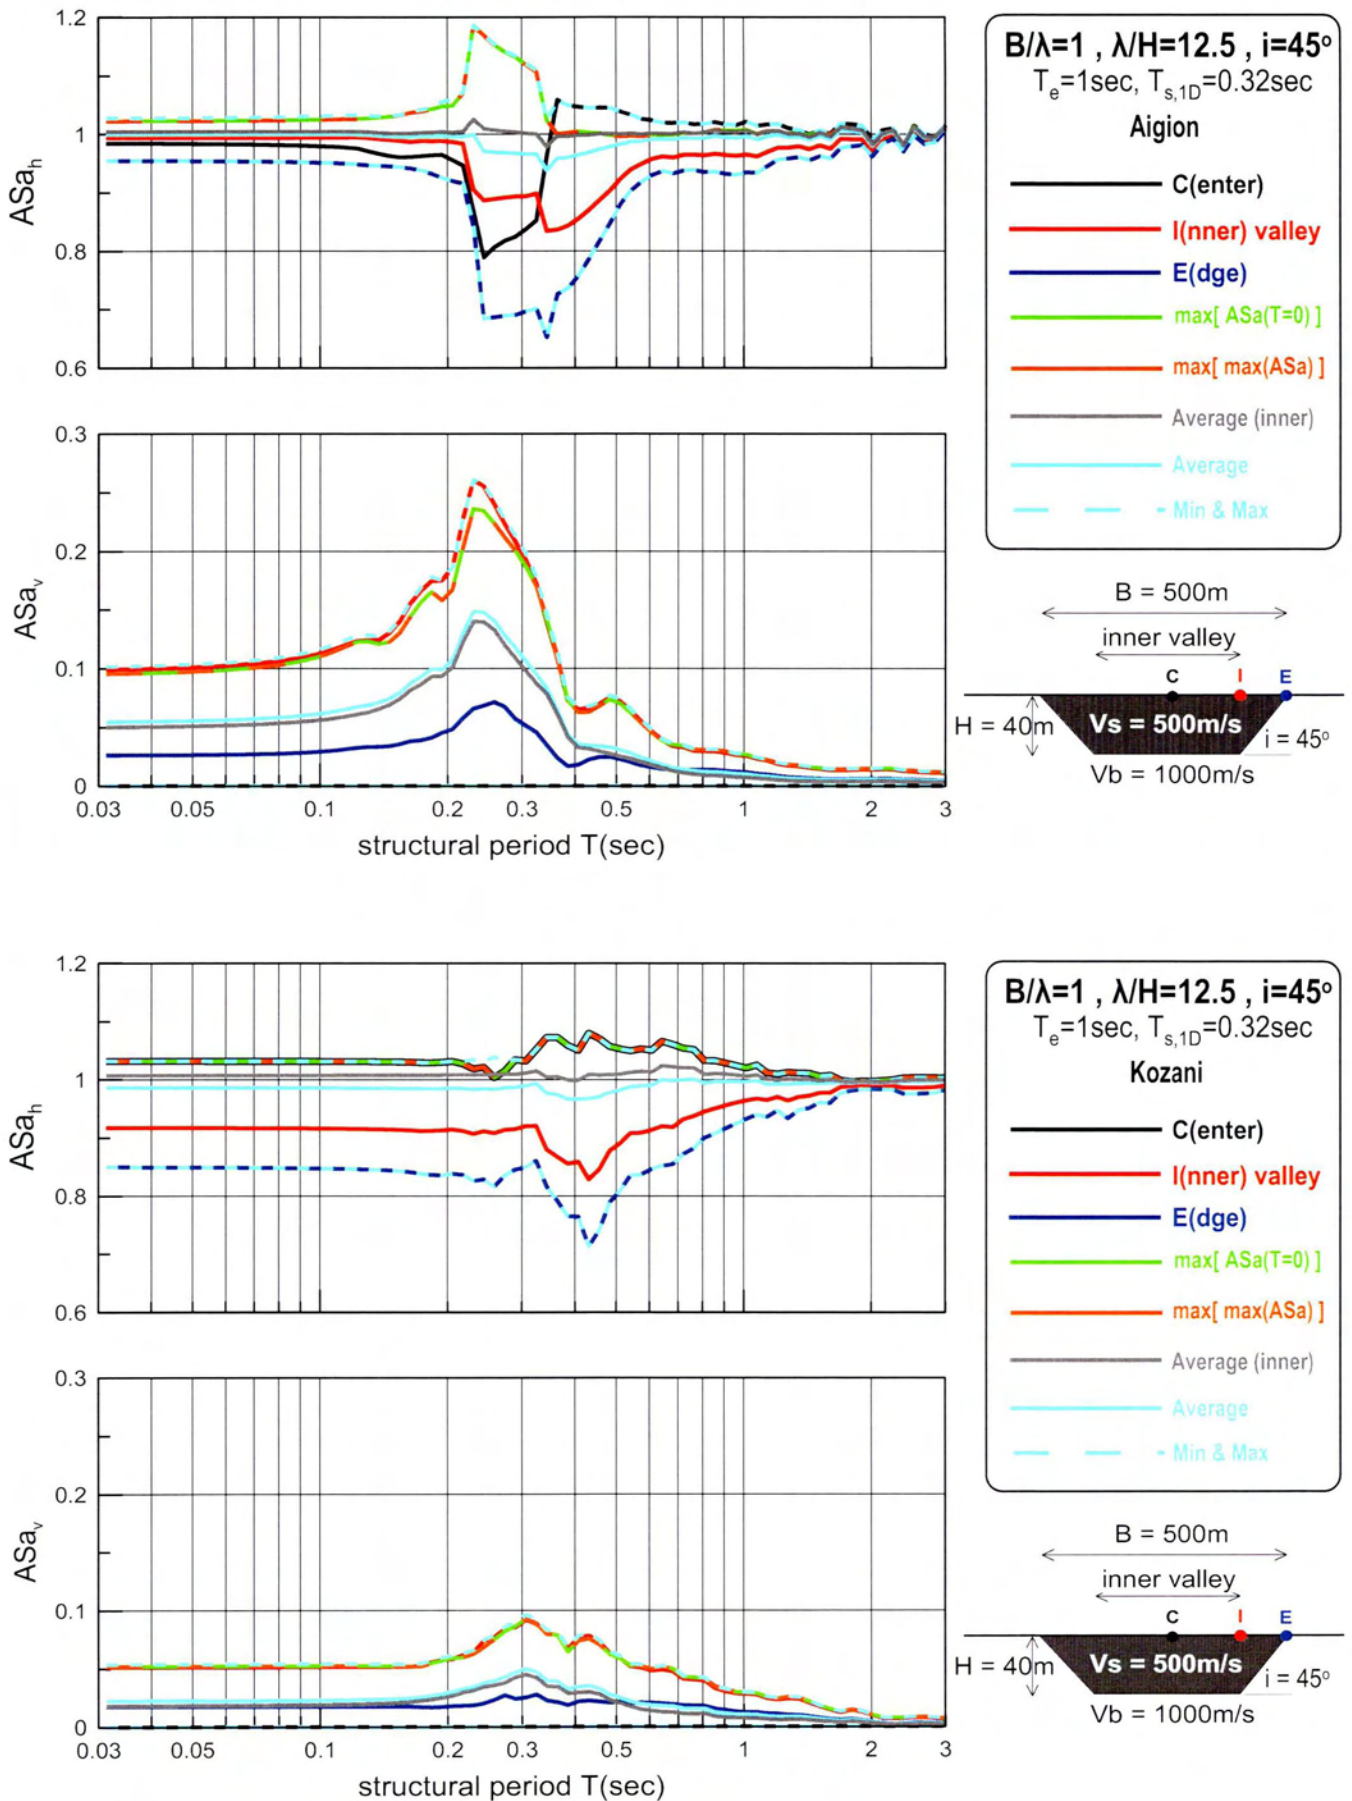 1.2
1
0.8
0.6
ASa_h
0.3
0.2
0.1
0
ASa_v
0.03 0.05 0.1 0.2 0.3 0.5 1 2 3
structural period T(sec)
B/λ=1 , λ/H=12.5 , i=45°
T_e=1sec, T_s,1D=0.32sec
Aigion
C(enter)
I(nner) valley
E(dge)
max[ ASa(T=0) ]
max[ max(ASa) ]
Average (inner)
Average
Min & Max
B = 500m
inner valley
C I E
H = 40m Vs = 500m/s i = 45°
Vb = 1000m/s
1.2
1
0.8
0.6
ASa_h
0.3
0.2
0.1
0
ASa_v
0.03 0.05 0.1 0.2 0.3 0.5 1 2 3
structural period T(sec)
B/λ=1 , λ/H=12.5 , i=45°
T_e=1sec, T_s,1D=0.32sec
Kozani
C(enter)
I(nner) valley
E(dge)
max[ ASa(T=0) ]
max[ max(ASa) ]
Average (inner)
Average
Min & Max
B = 500m
inner valley
C I E
H = 40m Vs = 500m/s i = 45°
Vb = 1000m/s